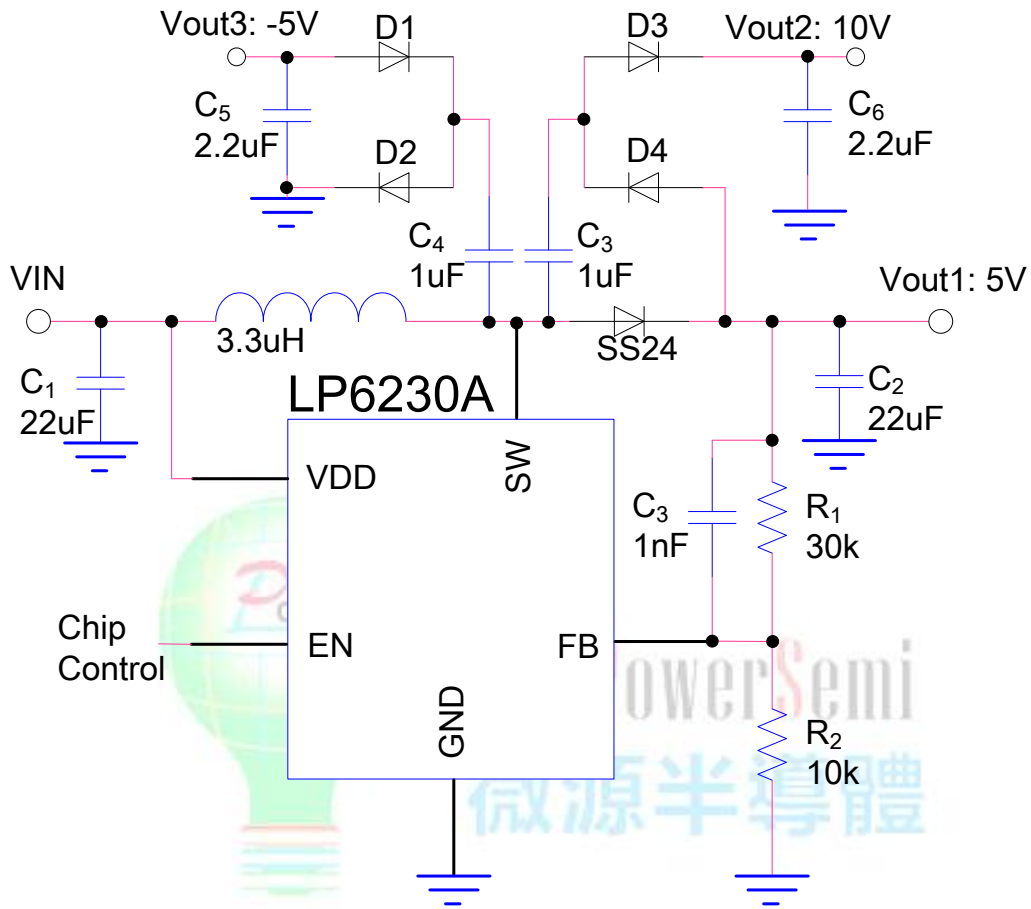 Vout3: -5V
D1
D3
Vout2: 10V
C5
2.2uF
D2
D4
C6
2.2uF
C4
1uF
C3
1uF
VIN
Vout1: 5V
3.3uH
SS24
C1
22uF
C2
22uF
LP6230A
VDD
SW
C3
1nF
R1
30k
Chip
Control
EN
FB
PowerSemi
GND
R2
10k
微源半導體